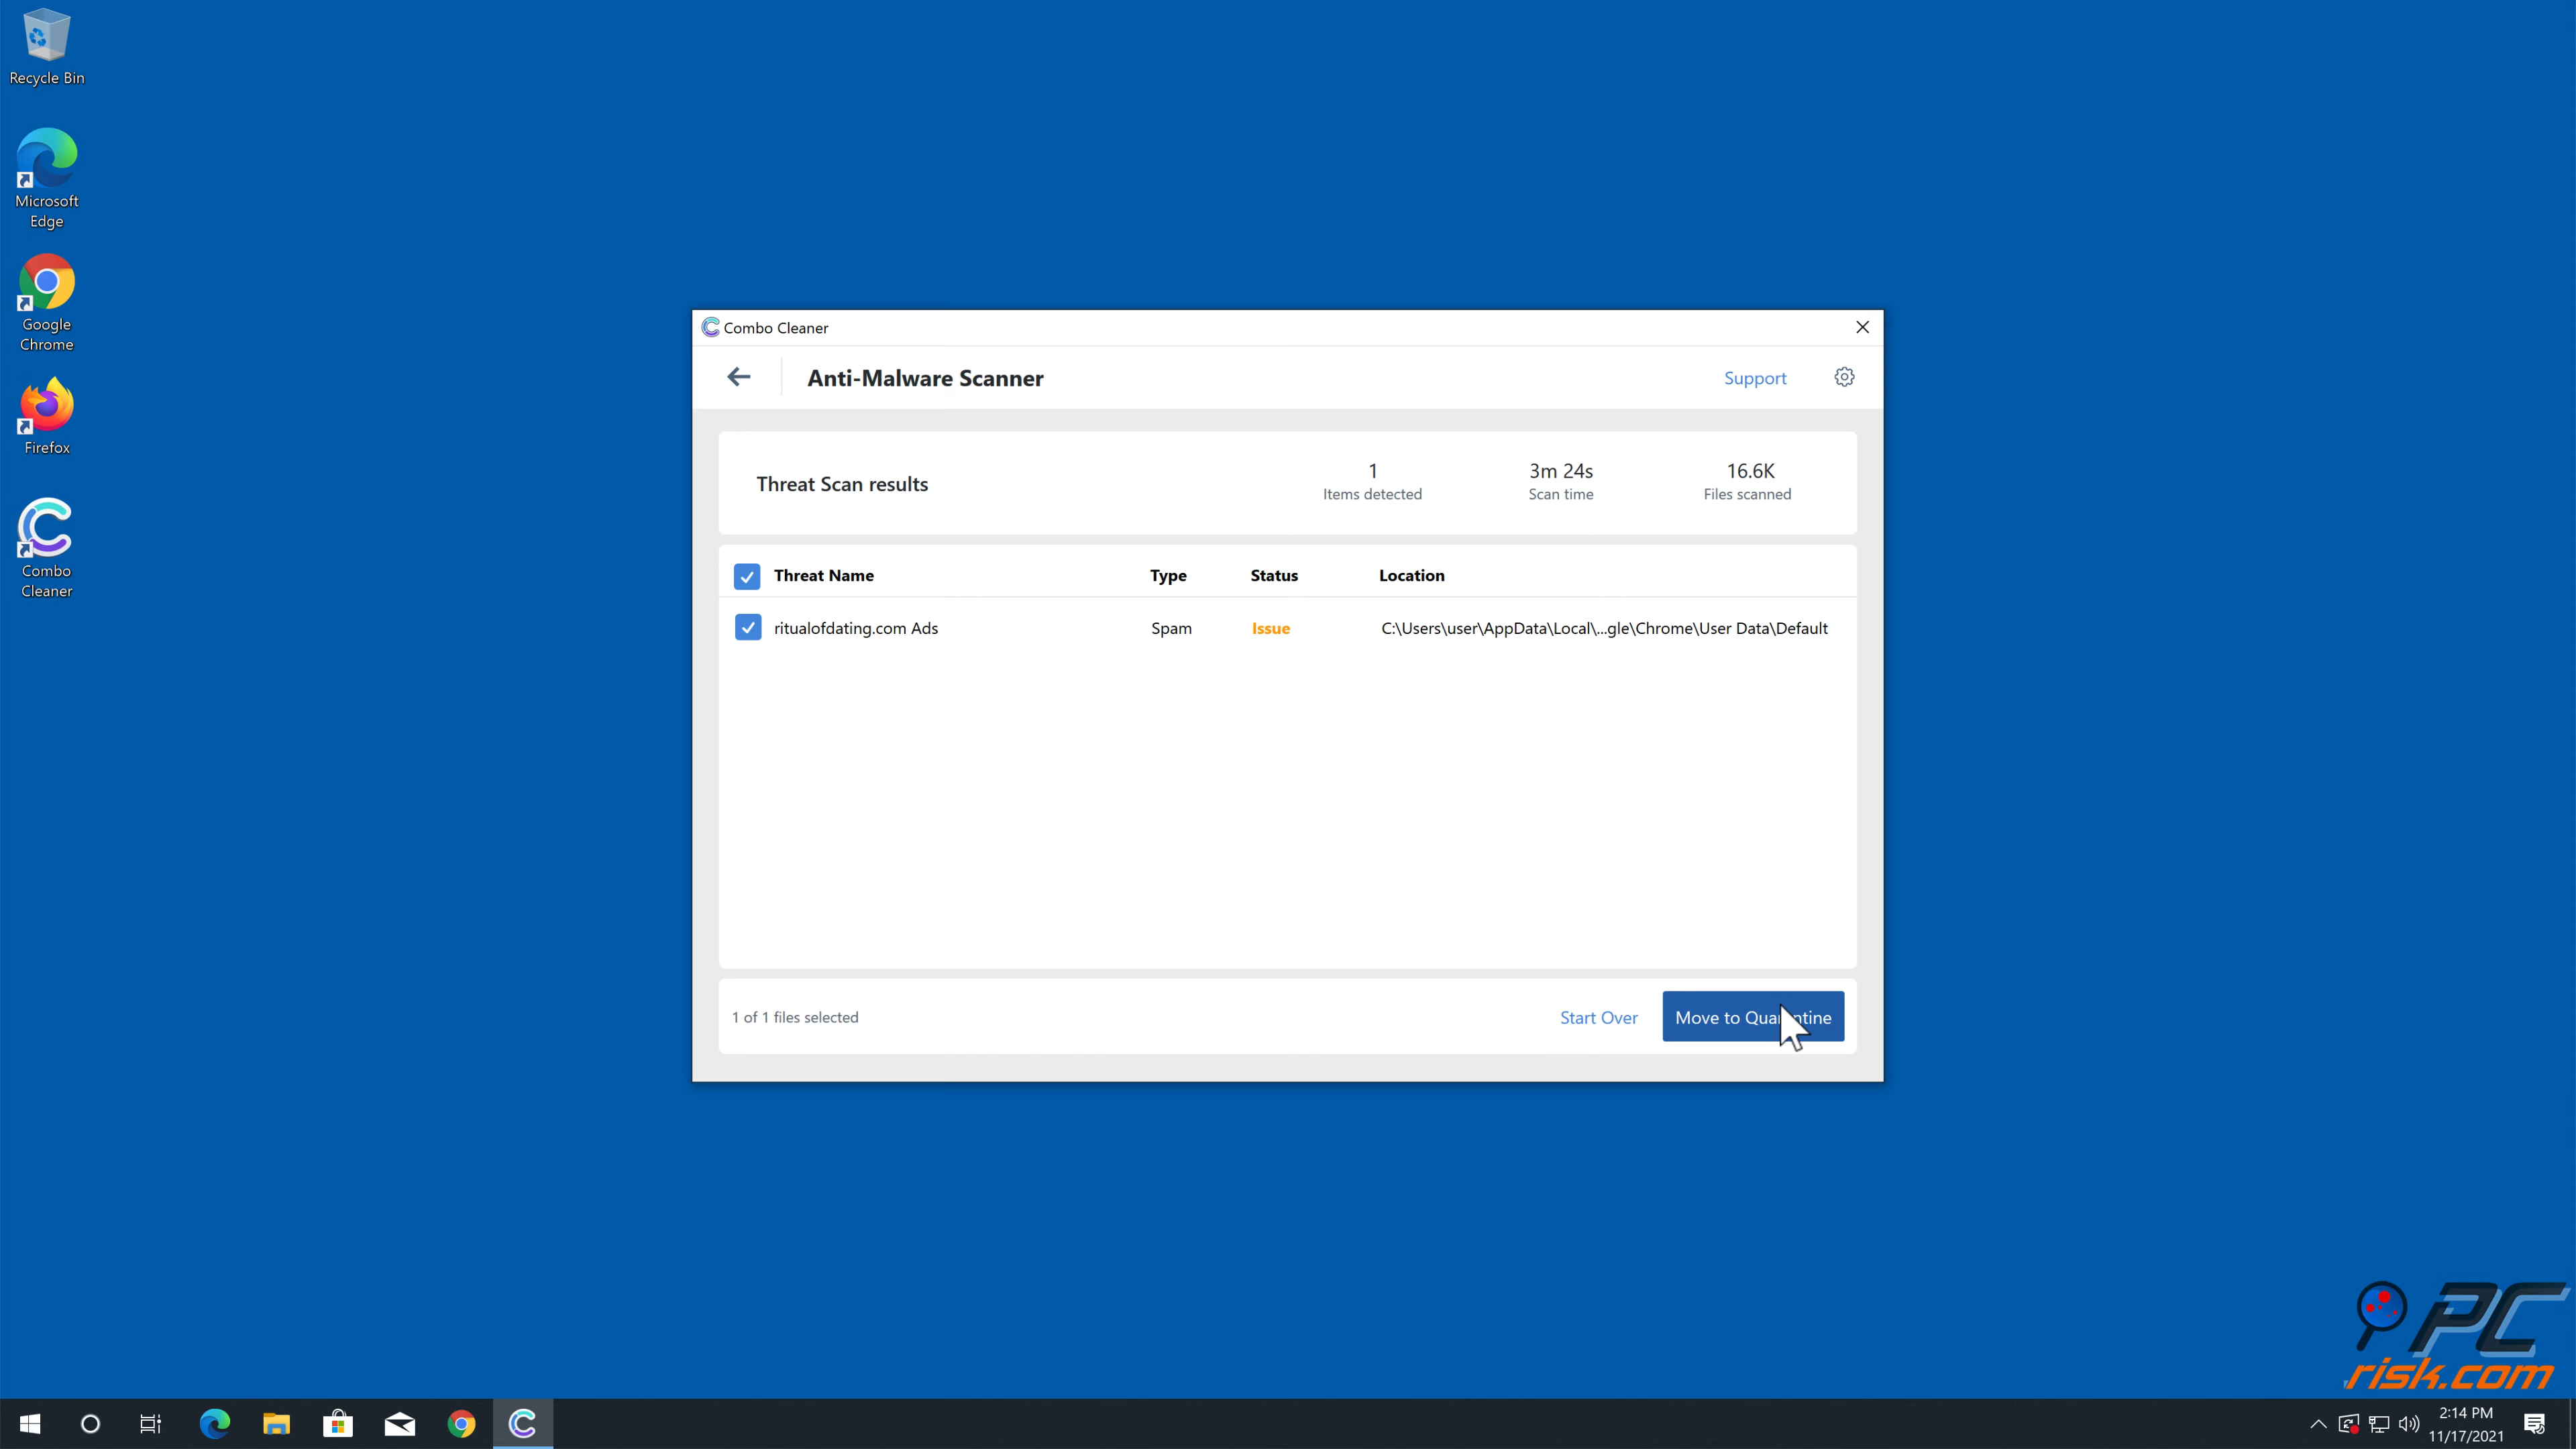 Recycle Bin
Microsoft
Edge
Google
Chrome
Firefox
Combo
Cleaner
Combo Cleaner
Anti-Malware Scanner
Support
Threat Scan results
1
Items detected
3m 24s
Scan time
16.6K
Files scanned
Threat Name Type Status Location
ritualofdating.com Ads Spam Issue C:\Users\user\AppData\Local\...gle\Chrome\User Data\Default
1 of 1 files selected
Start Over
Move to Quarantine
PC
risk.com
2:14 PM
11/17/2021